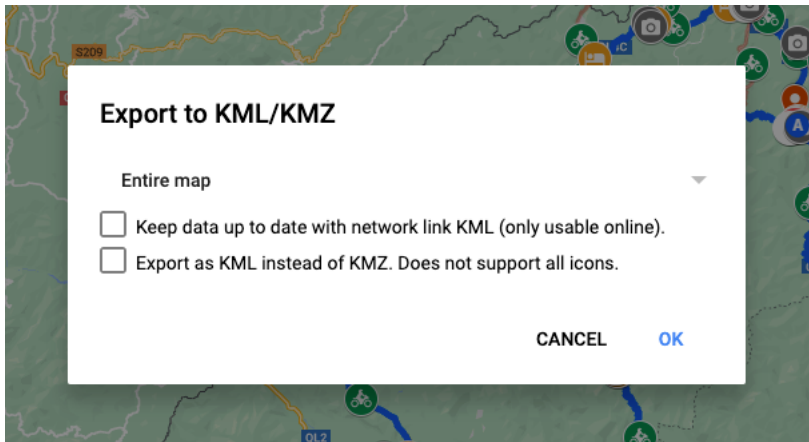 S209
Export to KML/KMZ
Entire map
Keep data up to date with network link KML (only usable online).
Export as KML instead of KMZ. Does not support all icons.
A
CANCEL
OK
QL2